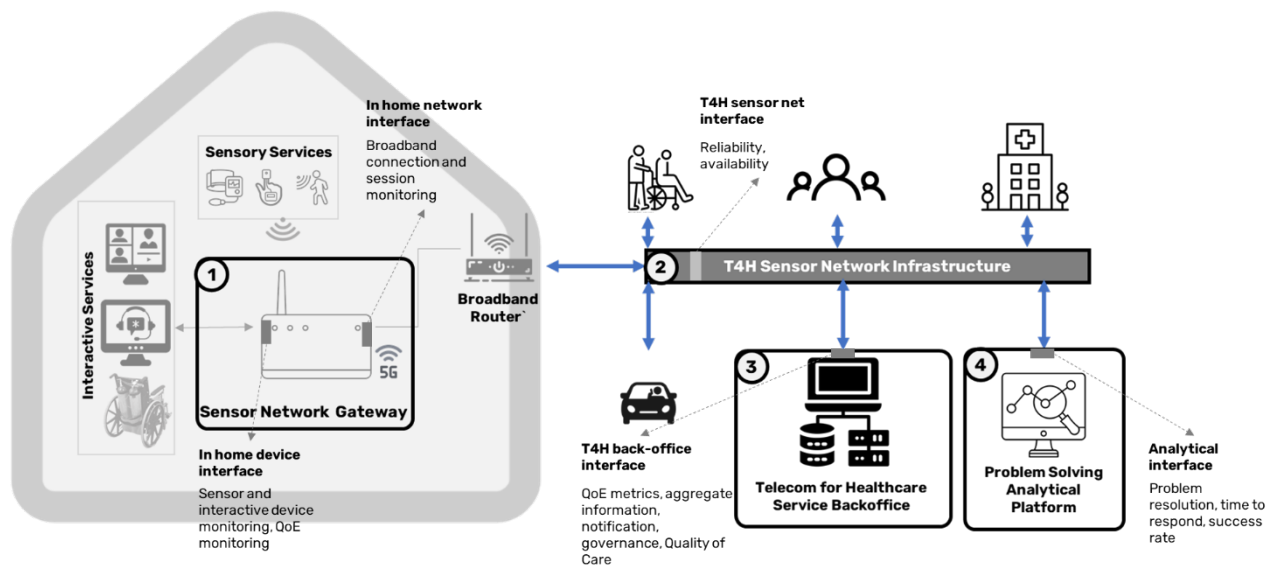 In home network
interface
Broadband
connection and
session
monitoring
Sensory Services
Interactive Services
1
5G
Sensor Network Gateway
Broadband
Router`
In home device
interface
Sensor and
interactive device
monitoring, QoE
monitoring
T4H sensor net
interface
Reliability,
availability
2
T4H Sensor Network Infrastructure
T4H back-office
interface
QoE metrics, aggregate
information,
notification,
governance, Quality of
Care
3
Telecom for Healthcare
Service Backoffice
4
Problem Solving
Analytical
Platform
Analytical
interface
Problem
resolution, time to
respond, success
rate